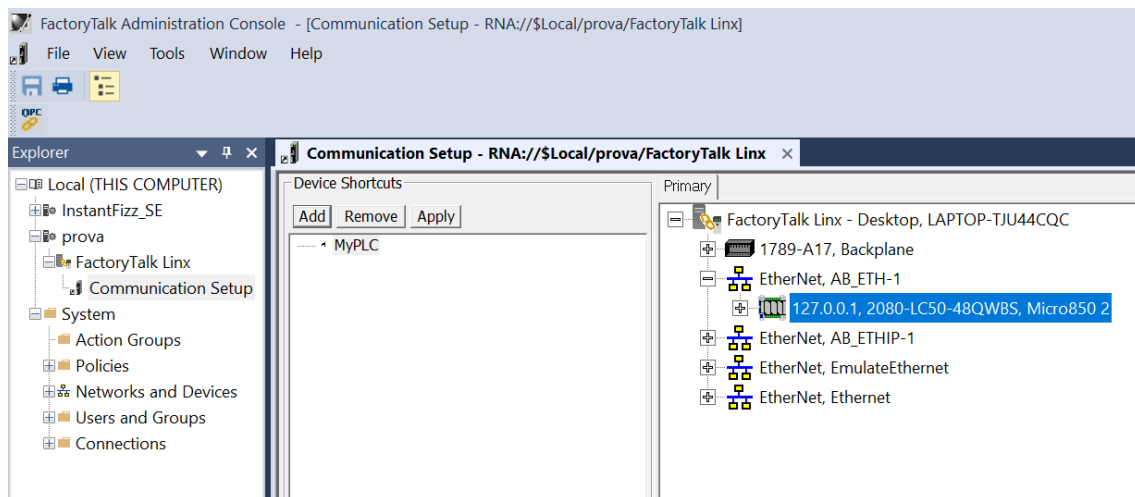 FactoryTalk Administration Console - [Communication Setup - RNA://$Local/prova/FactoryTalk Linx]
File View Tools Window Help
OPC
Explorer
Local (THIS COMPUTER)
InstantFizz_SE
prova
FactoryTalk Linx
Communication Setup
System
Action Groups
Policies
Networks and Devices
Users and Groups
Connections
Communication Setup - RNA://$Local/prova/FactoryTalk Linx
Device Shortcuts
Add Remove Apply
MyPLC
Primary
FactoryTalk Linx - Desktop, LAPTOP-TJU44CQC
1789-A17, Backplane
EtherNet, AB_ETH-1
127.0.0.1, 2080-LC50-48QWBS, Micro850 2
EtherNet, AB_ETHIP-1
EtherNet, EmulateEthernet
EtherNet, Ethernet